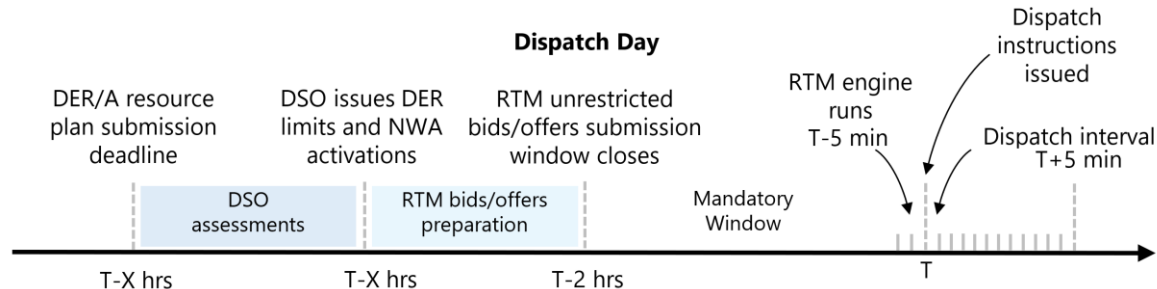 Dispatch Day
Dispatch
instructions
issued
DER/A resource
plan submission
deadline
DSO issues DER
limits and NWA
activations
RTM unrestricted
bids/offers submission
window closes
RTM engine
runs
T-5 min
Dispatch interval
T+5 min
DSO
assessments
RTM bids/offers
preparation
Mandatory
Window
T-X hrs
T-X hrs
T-2 hrs
T